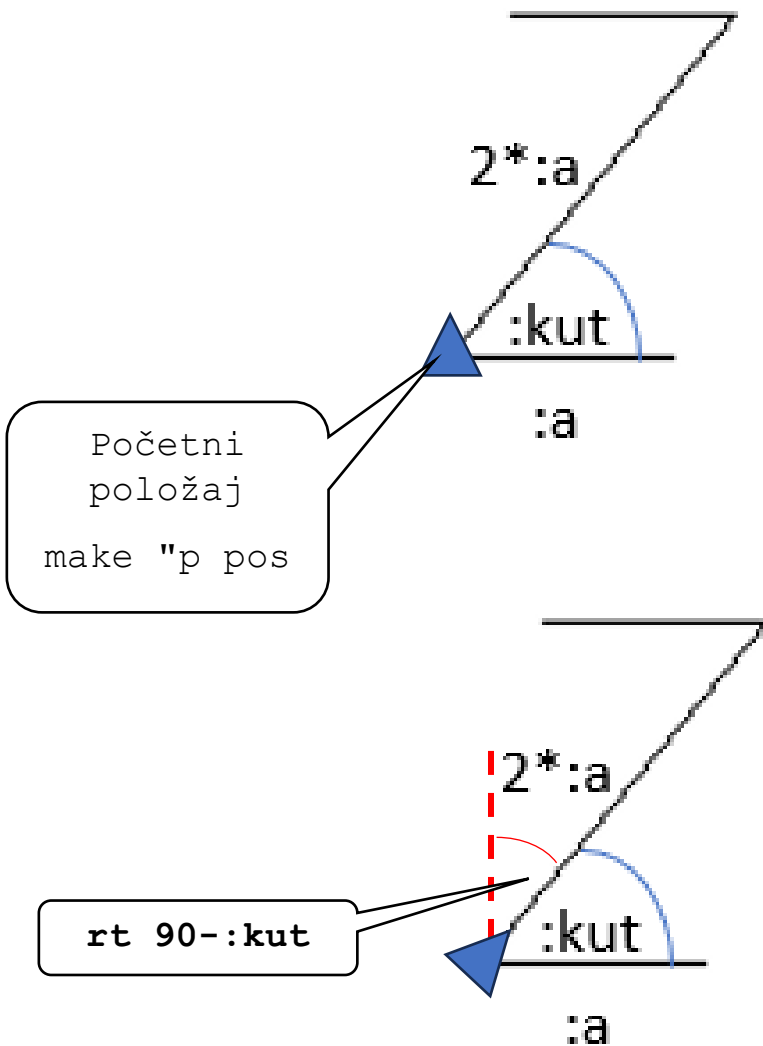 2*:a
:kut
:a
Početni
položaj
make "p pos
2*:a
rt 90-:kut
:kut
:a